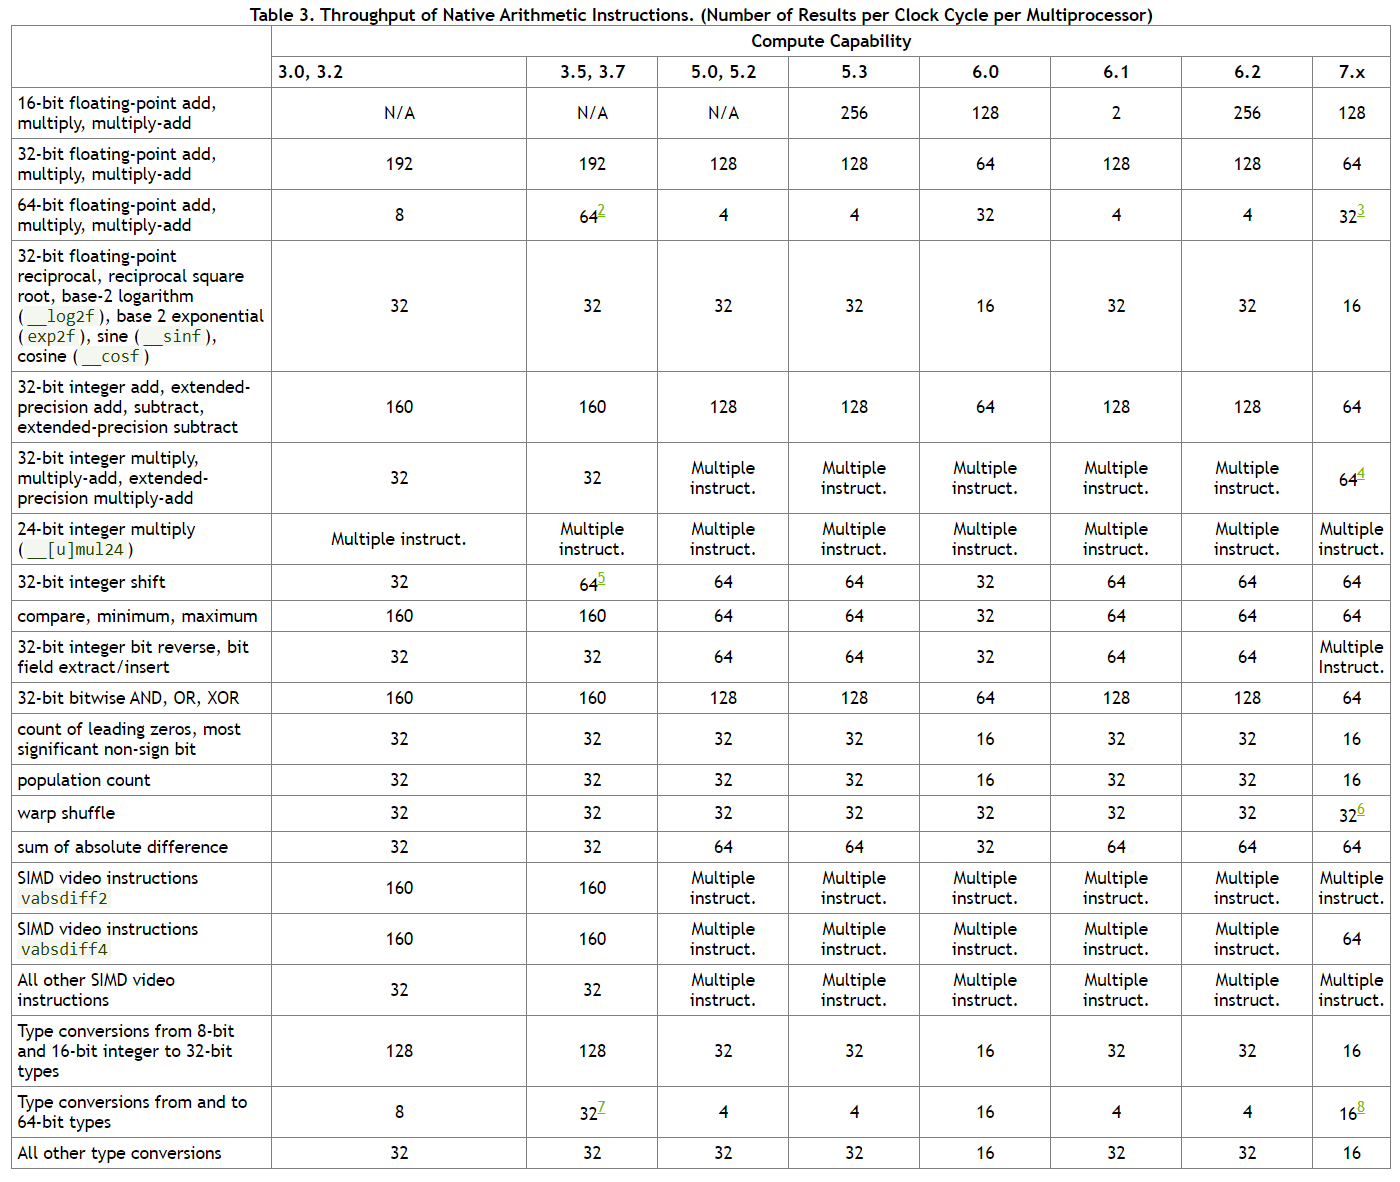 Table 3. Throughput of Native Arithmetic Instructions. (Number of Results per Clock Cycle per Multiprocessor)
Compute Capability
3.0, 3.2 3.5, 3.7 5.0, 5.2 5.3 6.0 6.1 6.2 7.x
16-bit floating-point add,
multiply, multiply-add
N/A N/A N/A 256 128 2 256 128
32-bit floating-point add,
multiply, multiply-add
192 192 128 128 64 128 128 64
64-bit floating-point add,
multiply, multiply-add
8 642 4 4 32 4 4 323
32-bit floating-point
reciprocal, reciprocal square
root, base-2 logarithm
(__log2f), base 2 exponential
(exp2f), sine (__sinf),
cosine (__cosf)
32 32 32 32 16 32 32 16
32-bit integer add, extended-
precision add, subtract,
extended-precision subtract
160 160 128 128 64 128 128 64
32-bit integer multiply,
multiply-add, extended-
precision multiply-add
32 32 Multiple instruct. Multiple instruct. Multiple instruct. Multiple instruct. Multiple instruct. 644
24-bit integer multiply
(__[u]mul24)
Multiple instruct. Multiple instruct. Multiple instruct. Multiple instruct. Multiple instruct. Multiple instruct. Multiple instruct. Multiple instruct.
32-bit integer shift 32 645 64 64 32 64 64 64
compare, minimum, maximum 160 160 64 64 32 64 64 64
32-bit integer bit reverse, bit
field extract/insert
32 32 64 64 32 64 64 Multiple Instruct.
32-bit bitwise AND, OR, XOR 160 160 128 128 64 128 128 64
count of leading zeros, most
significant non-sign bit
32 32 32 32 16 32 32 16
population count 32 32 32 32 16 32 32 16
warp shuffle 32 32 32 32 32 32 32 326
sum of absolute difference 32 32 64 64 32 64 64 64
SIMD video instructions
vabsdiff2
160 160 Multiple instruct. Multiple instruct. Multiple instruct. Multiple instruct. Multiple instruct. Multiple instruct.
SIMD video instructions
vabsdiff4
160 160 Multiple instruct. Multiple instruct. Multiple instruct. Multiple instruct. Multiple instruct. 64
All other SIMD video
instructions
32 32 Multiple instruct. Multiple instruct. Multiple instruct. Multiple instruct. Multiple instruct. Multiple instruct.
Type conversions from 8-bit
and 16-bit integer to 32-bit
types
128 128 32 32 16 32 32 16
Type conversions from and to
64-bit types
8 327 4 4 16 4 4 168
All other type conversions 32 32 32 32 16 32 32 16